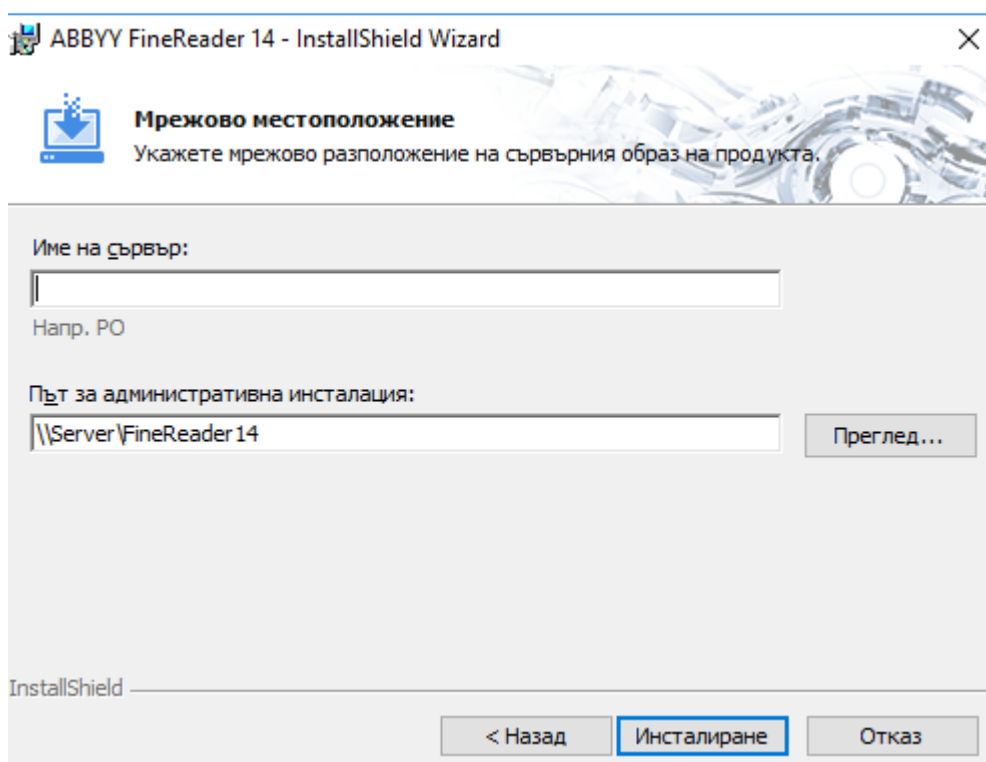 ABBYY FineReader 14 - InstallShield Wizard
Мрежово местоположение
Укажете мрежово разположение на сървърния образ на продукта.
Име на сървър:
Напр. PO
Път за административна инсталация:
\\Server\FineReader14
Преглед...
InstallShield
< Назад
Инсталиране
Отказ